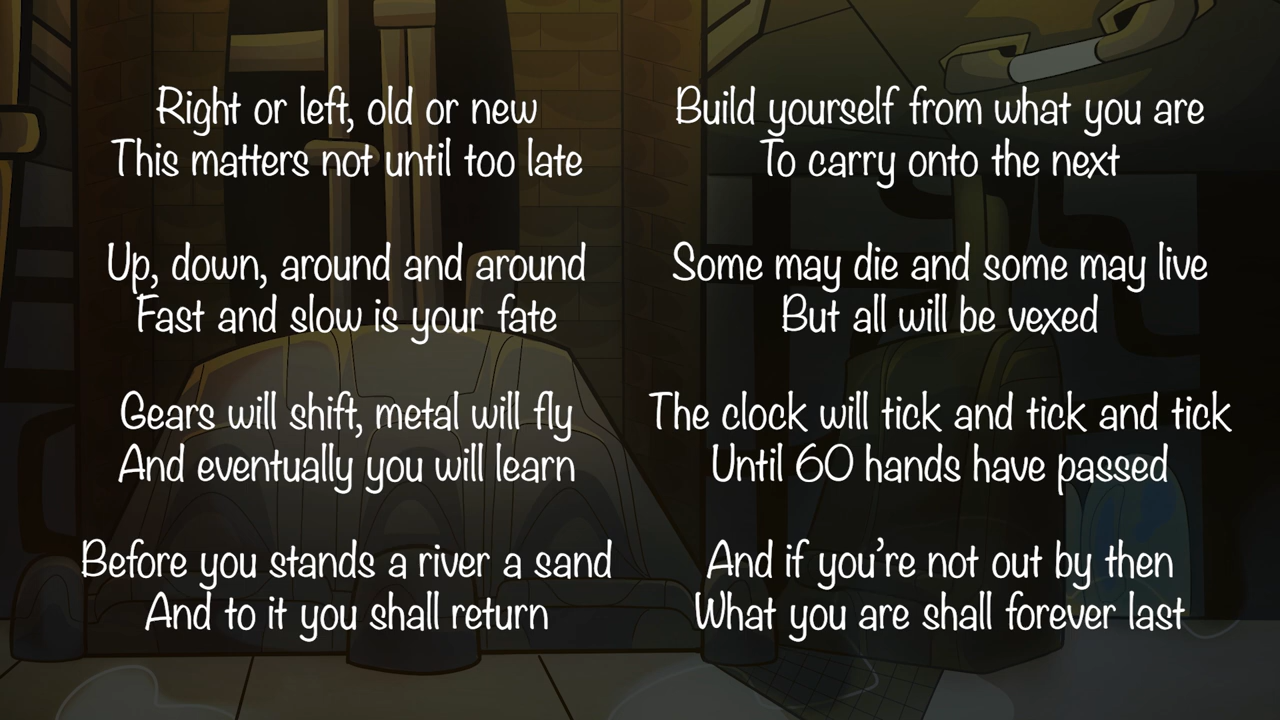 Right or left, old or new
This matters not until too late
Up, down, around and around
Fast and slow is your fate
Gears will shift, metal will fly
And eventually you will learn
Before you stands a river a sand
And to it you shall return
Build yourself from what you are
To carry onto the next
Some may die and some may live
But all will be vexed
The clock will tick and tick and tick
Until 60 hands have passed
And if you're not out by then
What you are shall forever last